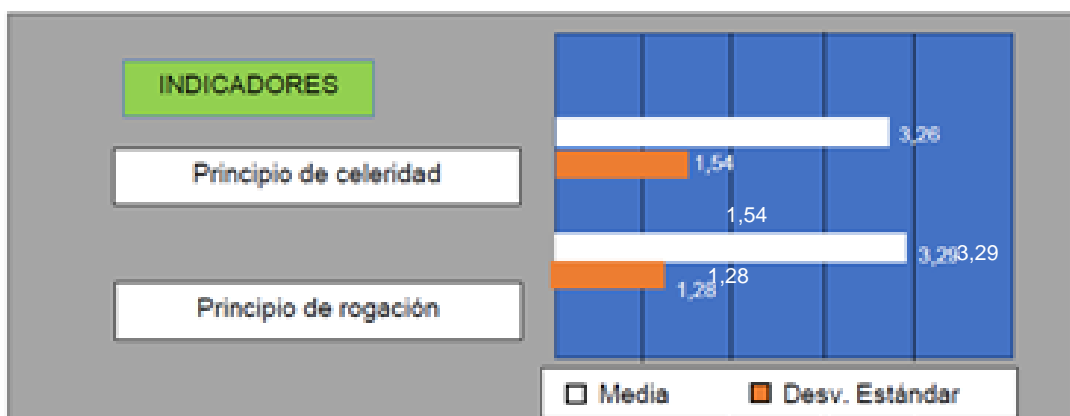 INDICADORES
3,26
Principio de celeridad
1,54
1,54
3,29
3,29
1,28
1,28
Principio de rogación
Media
Desv. Estándar